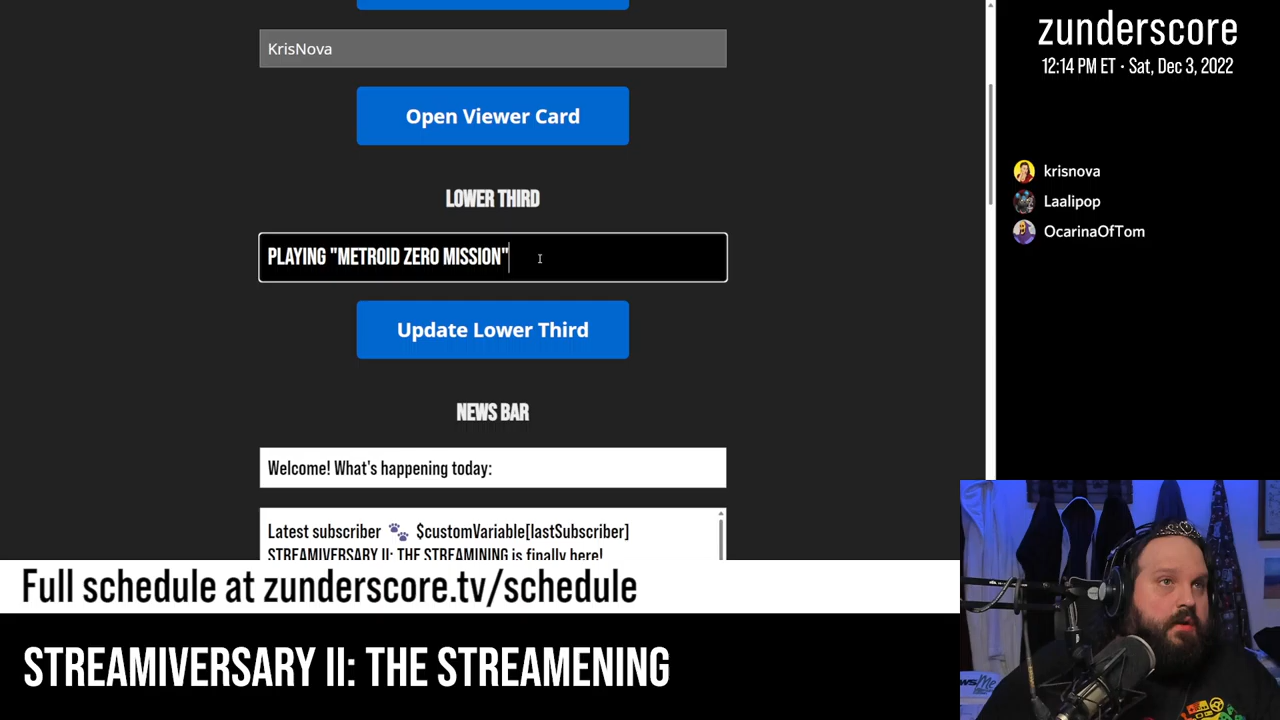 KrisNova
Open Viewer Card
LOWER THIRD
PLAYING "METROID ZERO MISSION"
Update Lower Third
NEWS BAR
Welcome! What's happening today:
Latest subscriber 🐾 $customVariable[lastSubscriber]
STREAMIVERSARY II: THE STREAMINING is finally here!
Full schedule at zunderscore.tv/schedule
STREAMIVERSARY II: THE STREAMENING
zunderscore
12:14 PM ET • Sat, Dec 3, 2022
krisnova
Laalipop
OcarinaOfTom